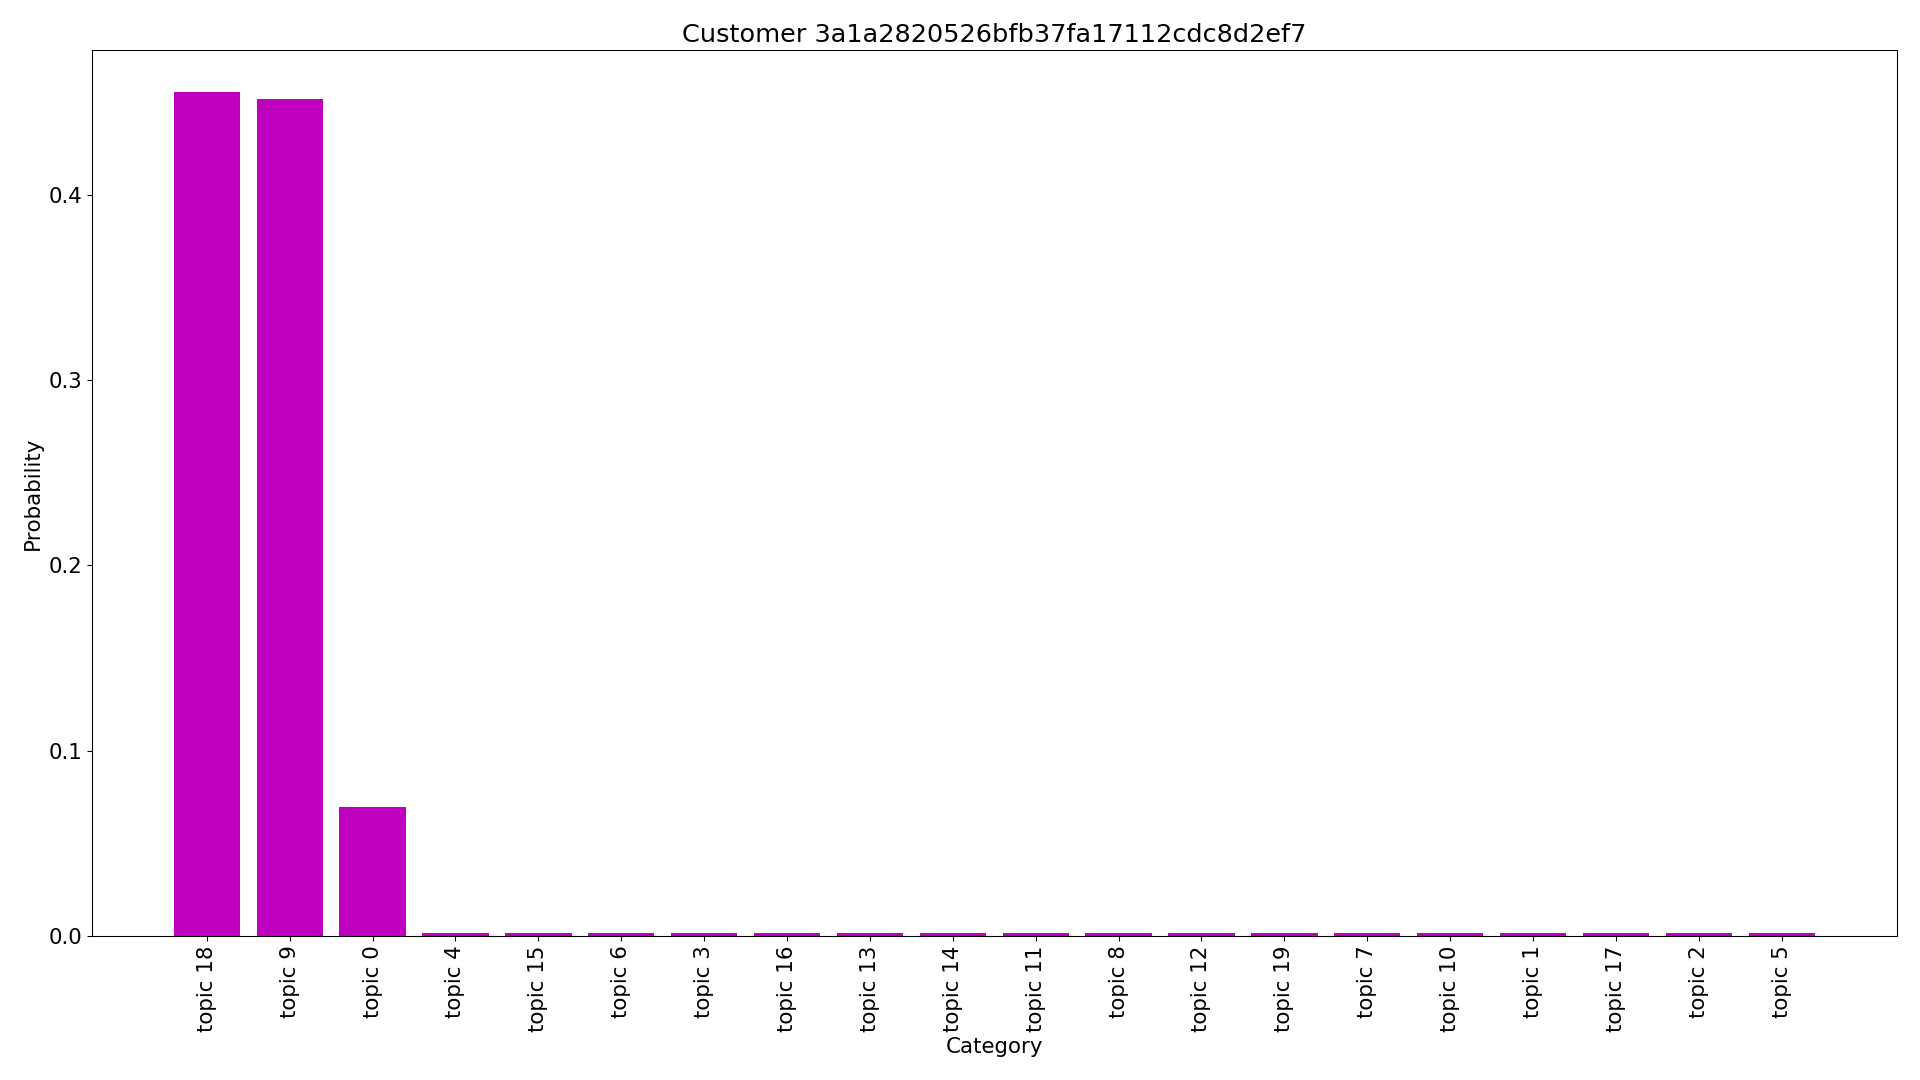 Customer 3a1a2820526bfb37fa17112cdc8d2ef7
Probability
0.4
0.3
0.2
0.1
0.0
topic 18
topic 9
topic 0
topic 4
topic 15
topic 6
topic 3
topic 16
topic 13
topic 14
topic 11
topic 8
topic 12
topic 19
topic 7
topic 10
topic 1
topic 17
topic 2
topic 5
Category